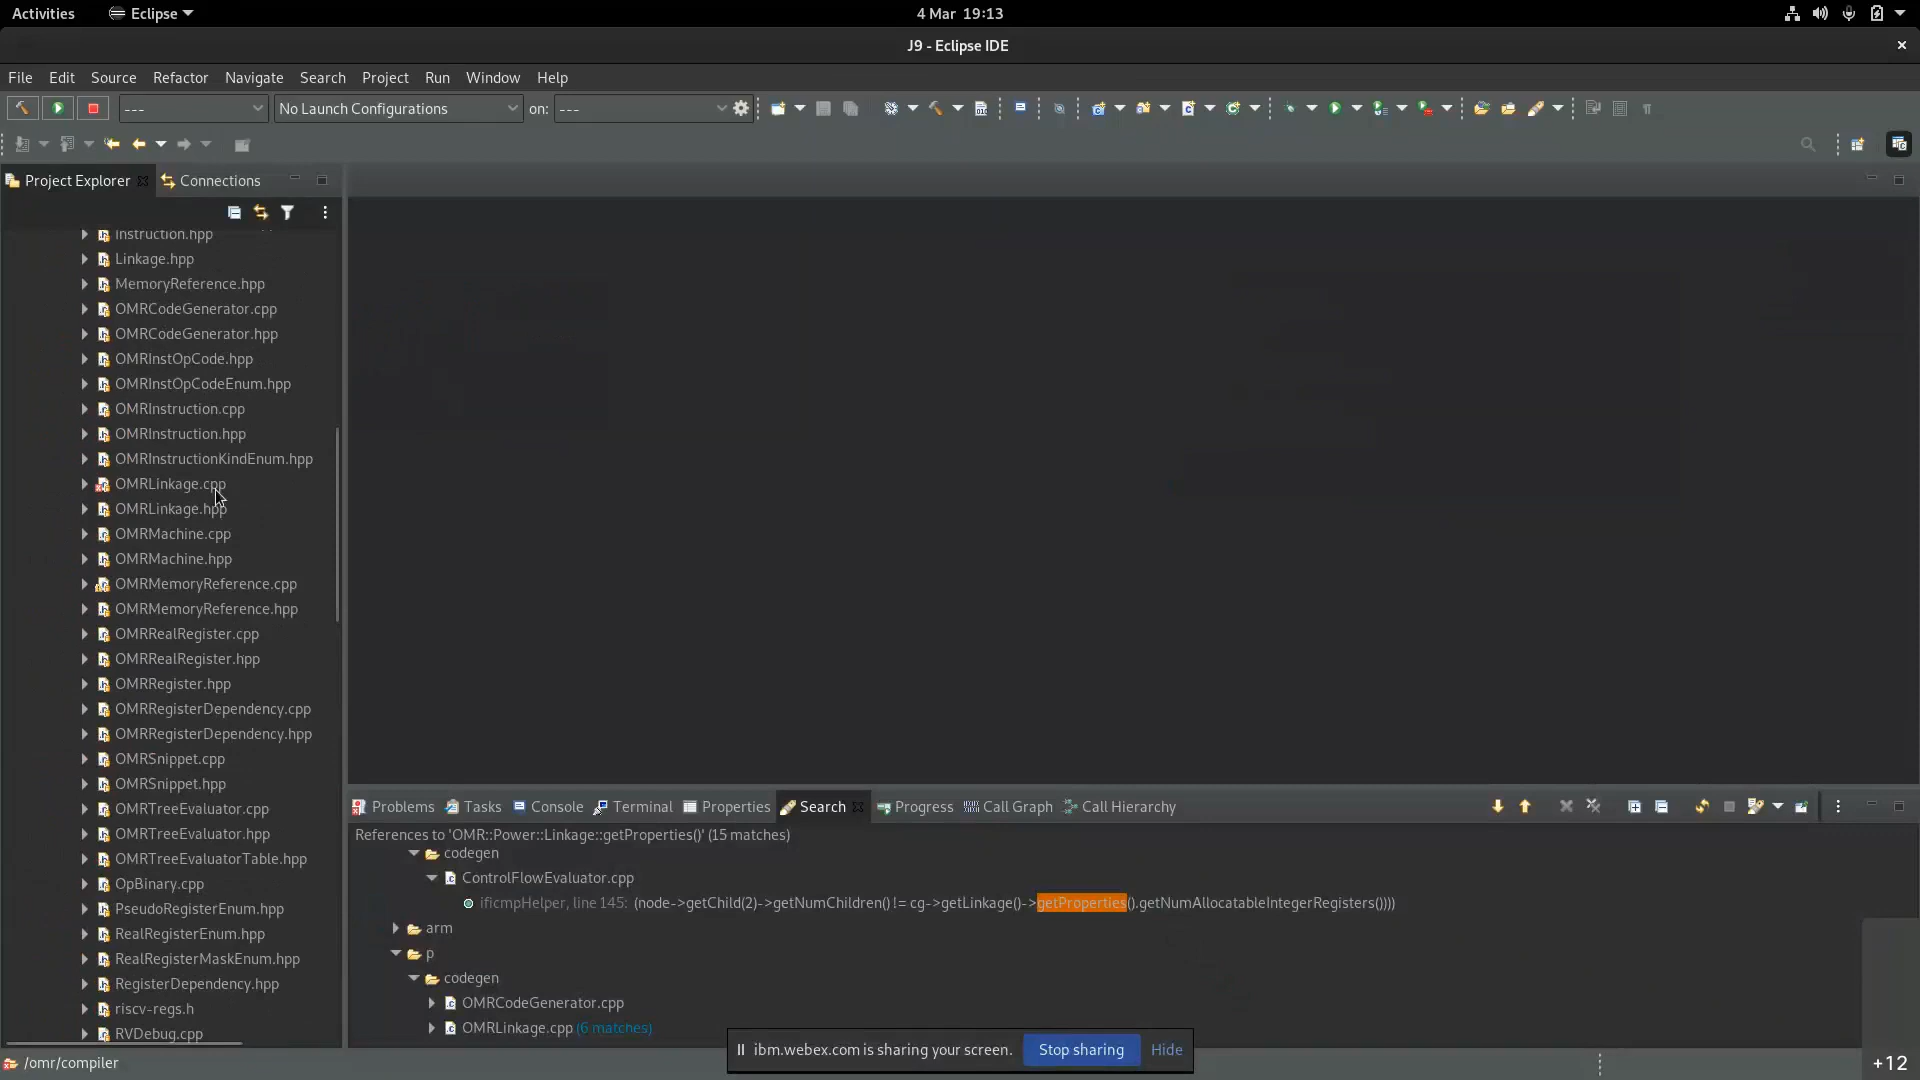 Activities
Eclipse
4 Mar 19:13
J9 - Eclipse IDE
File Edit Source Refactor Navigate Search Project Run Window Help
---
No Launch Configurations
on:
---
Project Explorer
Connections
Instruction.hpp
Linkage.hpp
MemoryReference.hpp
OMRCodeGenerator.cpp
OMRCodeGenerator.hpp
OMRInstOpCode.hpp
OMRInstOpCodeEnum.hpp
OMRInstruction.cpp
OMRInstruction.hpp
OMRInstructionKindEnum.hpp
OMRLinkage.cpp
OMRLinkage.hpp
OMRMachine.cpp
OMRMachine.hpp
OMRMemoryReference.cpp
OMRMemoryReference.hpp
OMRRealRegister.cpp
OMRRealRegister.hpp
OMRRegister.hpp
OMRRegisterDependency.cpp
OMRRegisterDependency.hpp
OMRSnippet.cpp
OMRSnippet.hpp
OMRTreeEvaluator.cpp
OMRTreeEvaluator.hpp
OMRTreeEvaluatorTable.hpp
OpBinary.cpp
PseudoRegisterEnum.hpp
RealRegisterEnum.hpp
RealRegisterMaskEnum.hpp
RegisterDependency.hpp
riscv-regs.h
RVDebug.cpp
Problems Tasks Console Terminal Properties Search Progress Call Graph Call Hierarchy
References to 'OMR::Power::Linkage::getProperties()' (15 matches)
codegen
ControlFlowEvaluator.cpp
ificmpHelper, line 145: (node->getChild(2)->getNumChildren() != cg->getLinkage()->getProperties().getNumAllocatableIntegerRegisters())))
arm
p
codegen
OMRCodeGenerator.cpp
OMRLinkage.cpp (6 matches)
ibm.webex.com is sharing your screen.
Stop sharing
Hide
/omr/compiler
+12